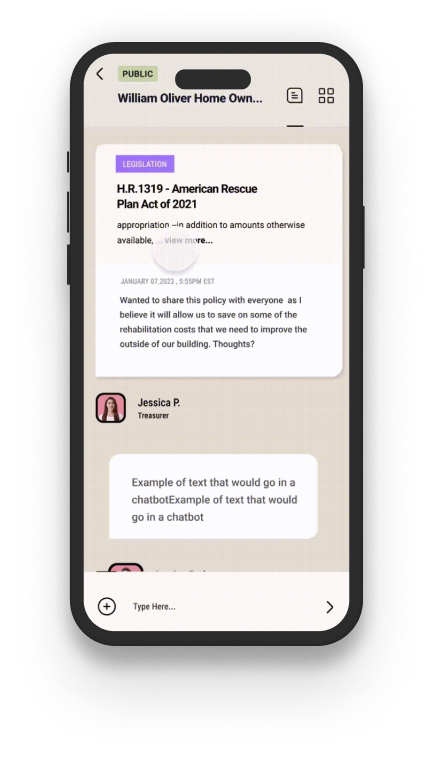 PUBLIC
William Oliver Home Own...
LEGISLATION
H.R.1319 - American Rescue
Plan Act of 2021
appropriation —in addition to amounts otherwise
available, ... view more...
JANUARY 07,2023 , 5:55PM EST
Wanted to share this policy with everyone as I
believe it will allow us to save on some of the
rehabilitation costs that we need to improve the
outside of our building. Thoughts?
Jessica P.
Treasurer
Example of text that would go in a
chatbotExample of text that would
go in a chatbot
Type Here...